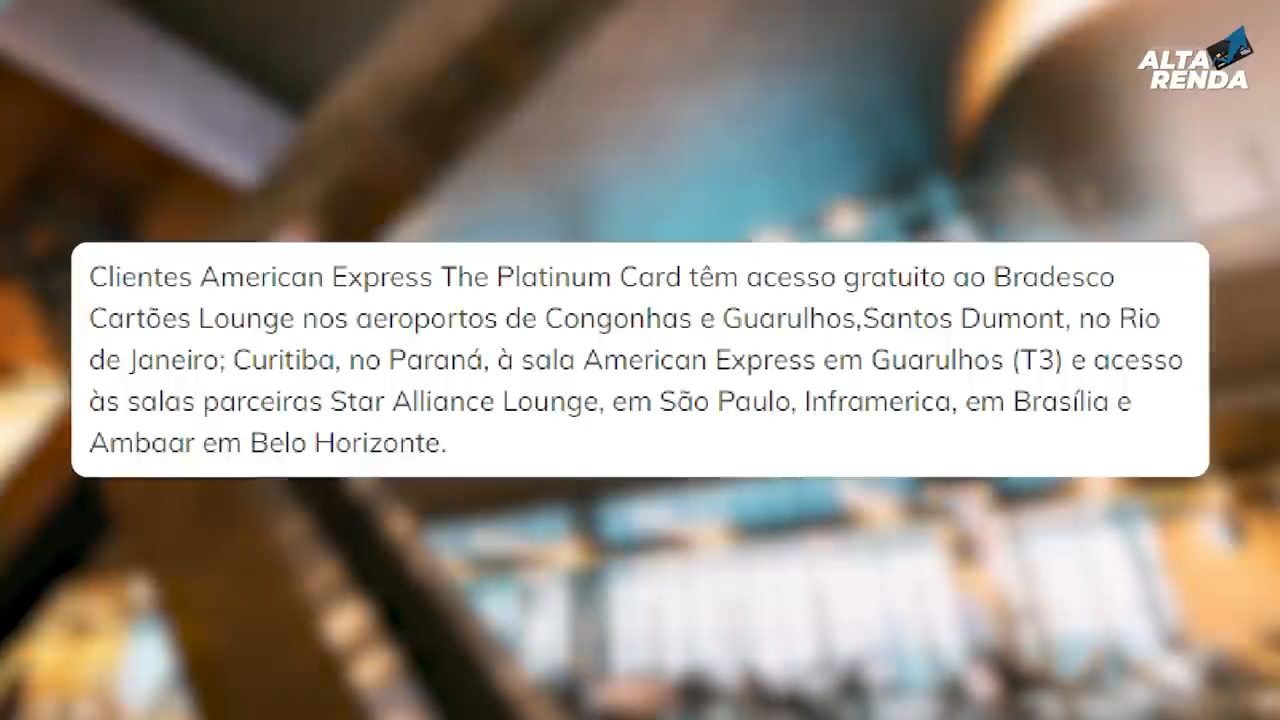 ALTA
RENDA
Clientes American Express The Platinum Card têm acesso gratuito ao Bradesco
Cartões Lounge nos aeroportos de Congonhas e Guarulhos,Santos Dumont, no Rio
de Janeiro; Curitiba, no Paraná, à sala American Express em Guarulhos (T3) e acesso
às salas parceiras Star Alliance Lounge, em São Paulo, Inframerica, em Brasília e
Ambaar em Belo Horizonte.